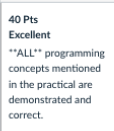 40 Pts
Excellent
**ALL** programming
concepts mentioned
in the practical are
demonstrated and
correct.